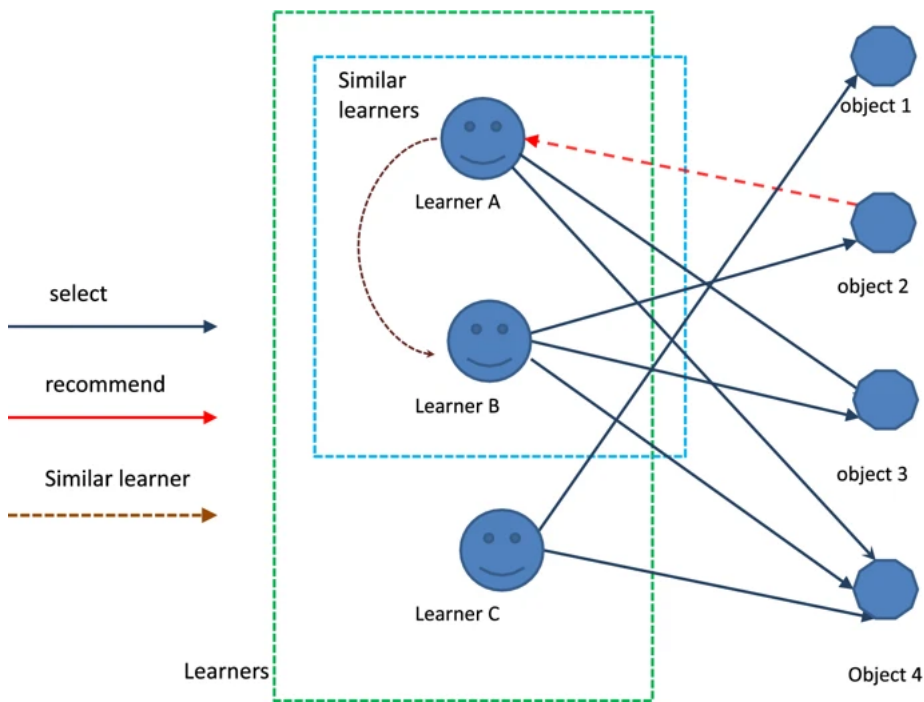 Similar
learners
object 1
Learner A
object 2
select
recommend
Learner B
object 3
Similar learner
Learner C
Learners
Object 4